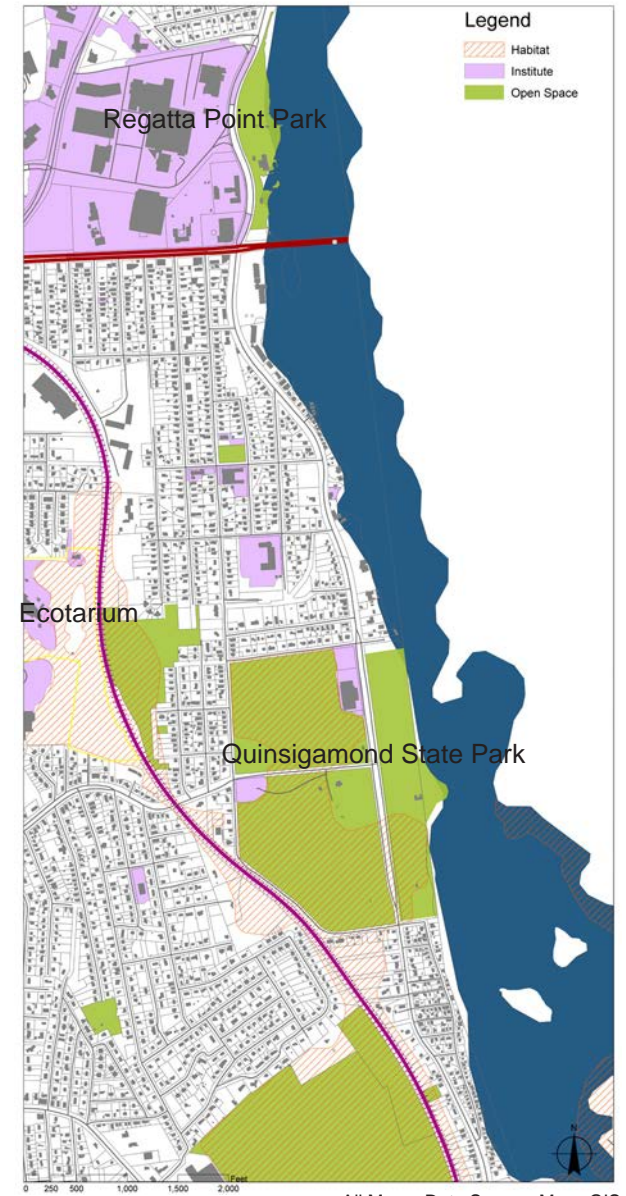 Legend
Habitat
Institute
Open Space
Regatta Point Park
Ecotarium
Quinsigamond State Park
N
Feet
0 250 500 1,000 1,500 2,000